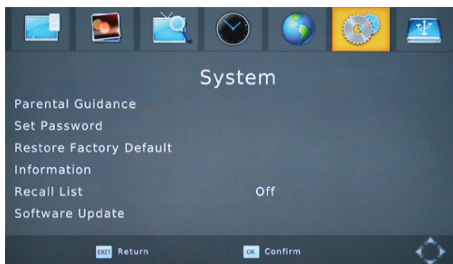 System
Parental Guidance
Set Password
Restore Factory Default
Information
Recall List Off
Software Update
EXIT Return OK Confirm